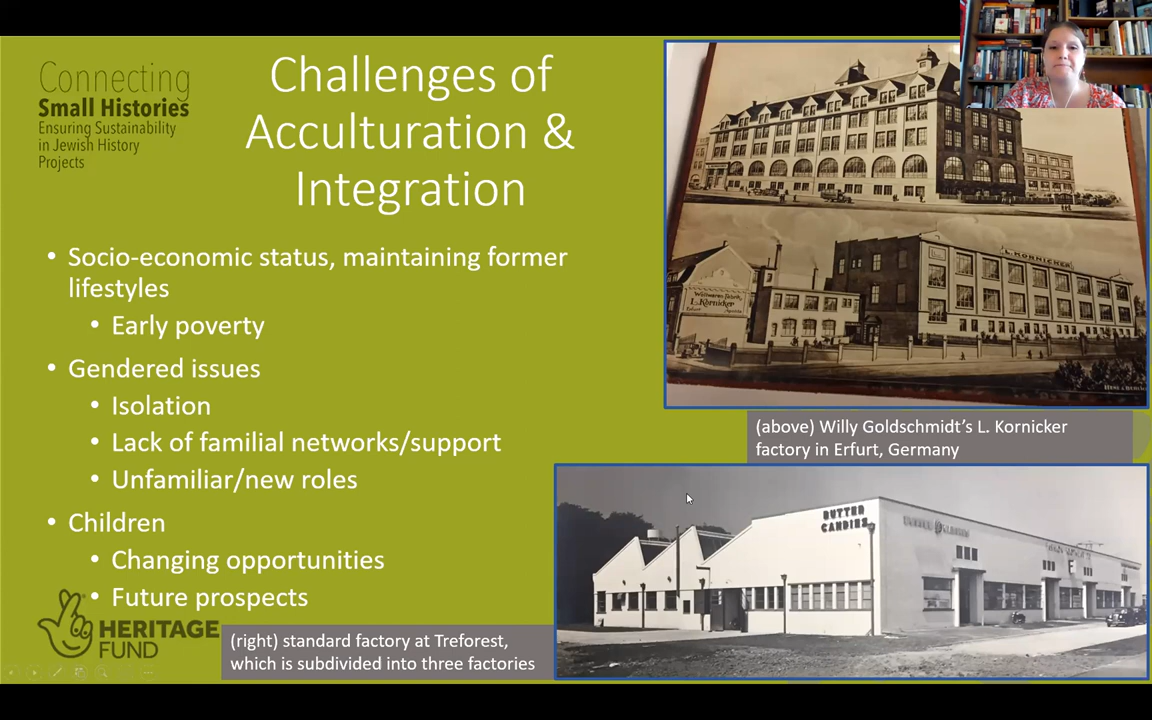 Connecting
Small Histories
Ensuring Sustainability
in Jewish History
Projects
Challenges of
Acculturation &
Integration
• Socio-economic status, maintaining former
lifestyles
• Early poverty
• Gendered issues
• Isolation
• Lack of familial networks/support
• Unfamiliar/new roles
• Children
• Changing opportunities
• Future prospects
HERITAGE
FUND
L. KORNICKER
L. Kornicker
(above) Willy Goldschmidt's L. Kornicker
factory in Erfurt, Germany
BUTTER
CANDIES
(right) standard factory at Treforest,
which is subdivided into three factories